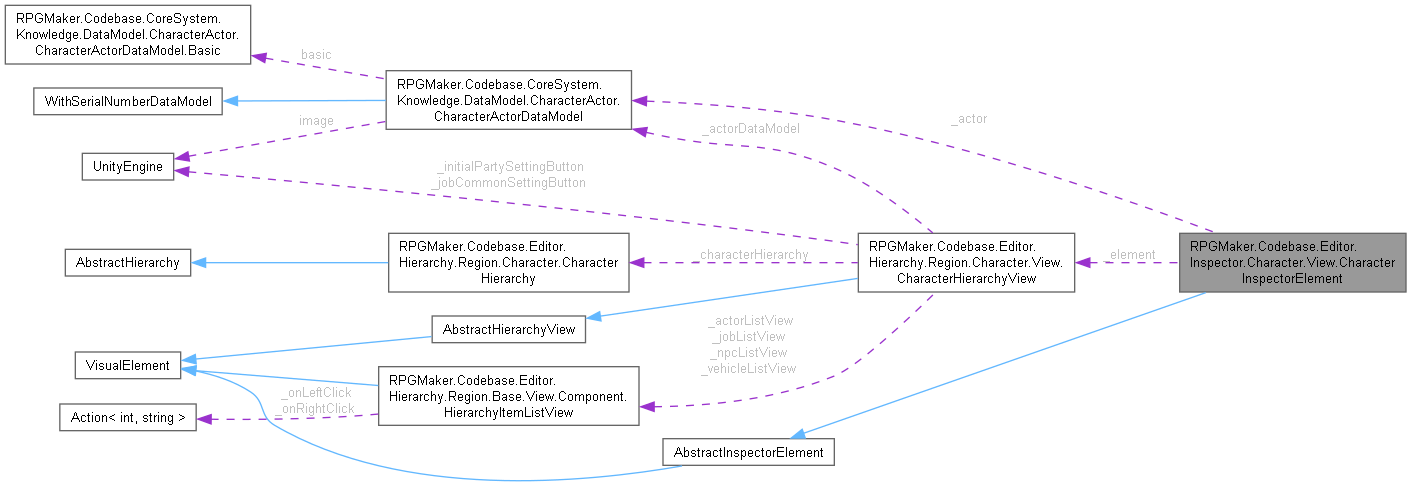 RPGMaker.Codebase.CoreSystem.
Knowledge.DataModel.CharacterActor.
CharacterActorDataModel.Basic
basic
RPGMaker.Codebase.CoreSystem.
Knowledge.DataModel.CharacterActor.
CharacterActorDataModel
WithSerialNumberDataModel
image
_actor
_actorDataModel
UnityEngine
_initialPartySettingButton
_jobCommonSettingButton
AbstractHierarchy
RPGMaker.Codebase.Editor.
Hierarchy.Region.Character.Character
Hierarchy
_characterHierarchy
RPGMaker.Codebase.Editor.
Hierarchy.Region.Character.View.
CharacterHierarchyView
_element
RPGMaker.Codebase.Editor.
Inspector.Character.View.Character
InspectorElement
AbstractHierarchyView
_actorListView
_jobListView
_npcListView
_vehicleListView
VisualElement
RPGMaker.Codebase.Editor.
Hierarchy.Region.Base.View.Component.
HierarchyItemListView
_onLeftClick
_onRightClick
Action< int, string >
AbstractInspectorElement